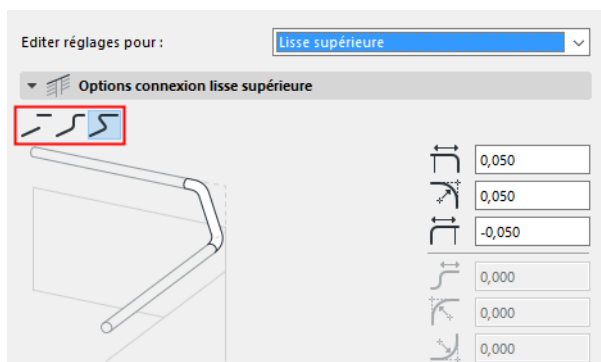 Editer réglages pour :
Lisse supérieure
Options connexion lisse supérieure
0,050
0,050
-0,050
0,000
0,000
0,000